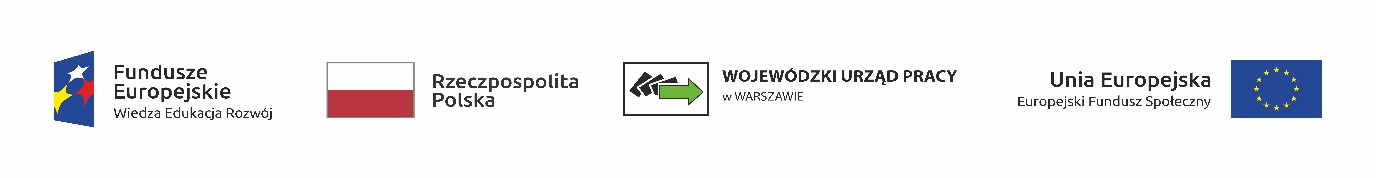 Fundusze
Europejskie
Wiedza Edukacja Rozwój
Rzeczpospolita
Polska
WOJEWÓDZKI URZĄD PRACY
w WARSZAWIE
Unia Europejska
Europejski Fundusz Społeczny